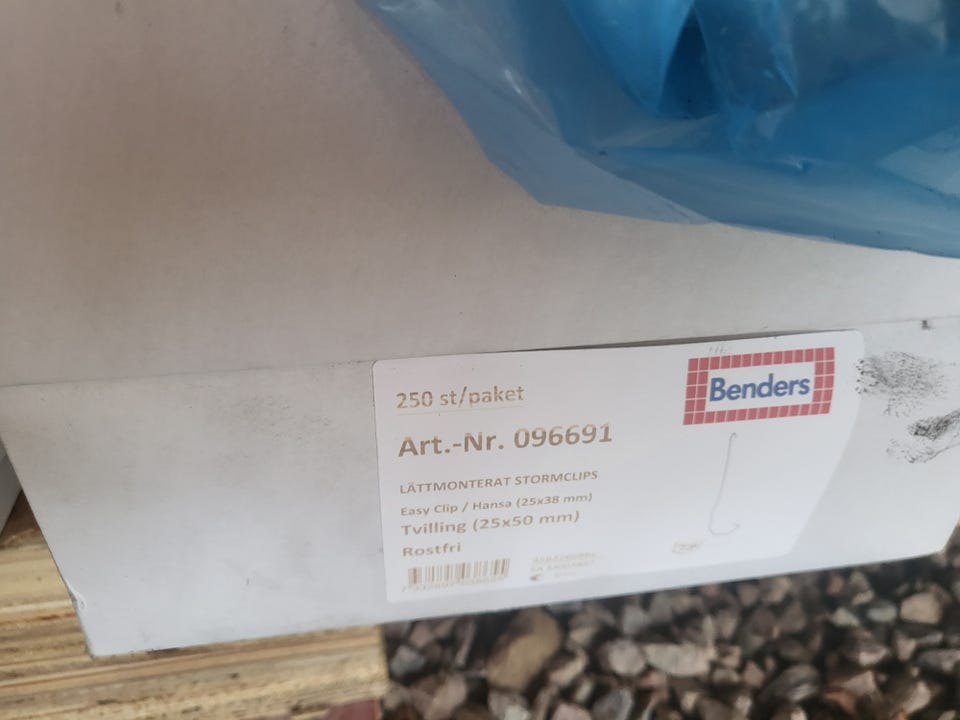 250 st/paket
Benders
Art.-Nr. 096691
LÄTTMONTERAT STORMCLIPS
Easy Clip / Hansa (25x38 mm)
Tvilling (25x50 mm)
Rostfri